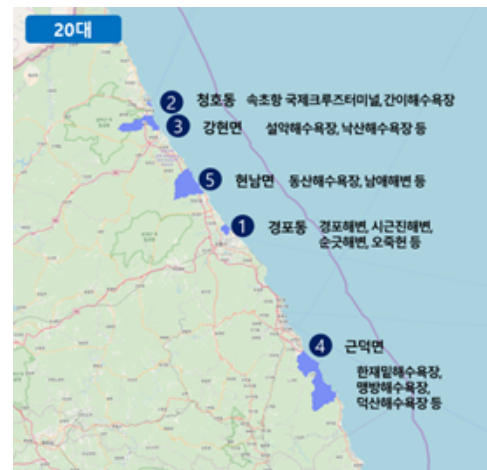 20대
2 청호동 속초항 국제크루즈터미널, 간이해수욕장
3 강현면 설악해수욕장, 낙산해수욕장 등
5 현남면 동산해수욕장, 남애해변 등
1 경포동 경포해변, 시근진해변,
순긋해변, 오죽헌 등
4 근덕면
한재밑해수욕장,
맹방해수욕장,
덕산해수욕장 등